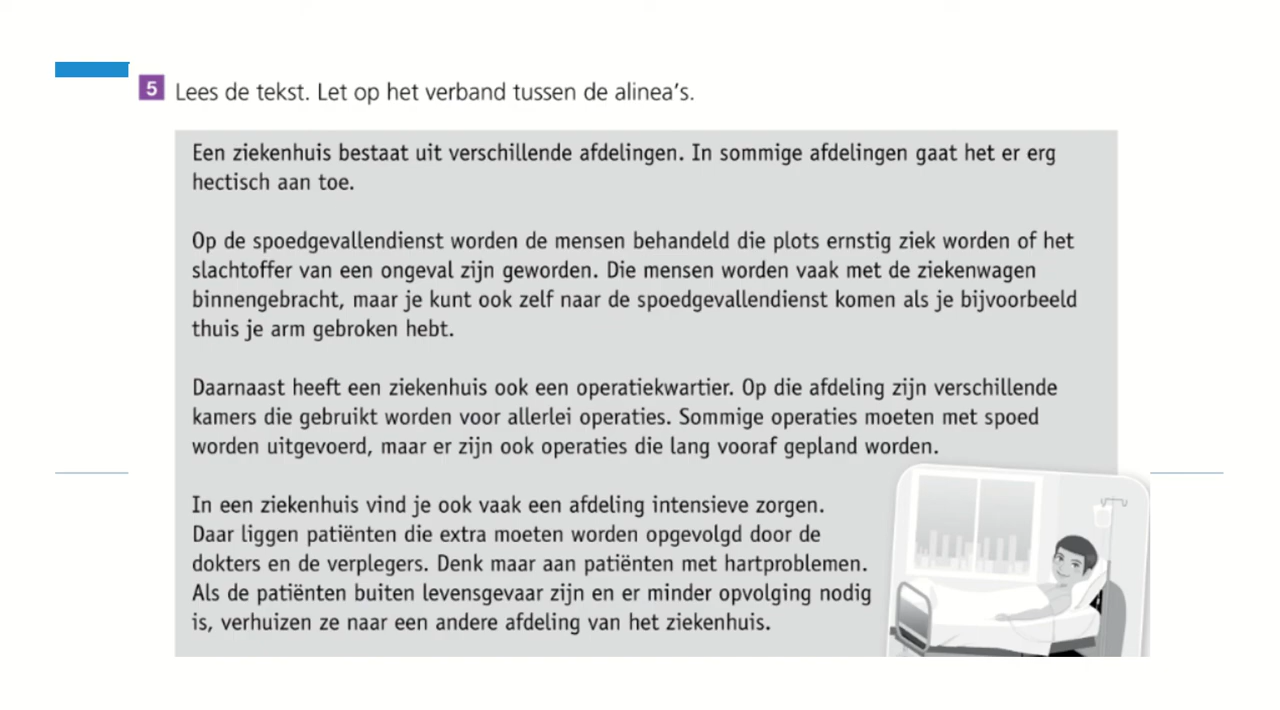 5 Lees de tekst. Let op het verband tussen de alinea's.
Een ziekenhuis bestaat uit verschillende afdelingen. In sommige afdelingen gaat het er erg
hectisch aan toe.
Op de spoedgevallendienst worden de mensen behandeld die plots ernstig ziek worden of het
slachtoffer van een ongeval zijn geworden. Die mensen worden vaak met de ziekenwagen
binnengebracht, maar je kunt ook zelf naar de spoedgevallendienst komen als je bijvoorbeeld
thuis je arm gebroken hebt.
Daarnaast heeft een ziekenhuis ook een operatiekwartier. Op die afdeling zijn verschillende
kamers die gebruikt worden voor allerlei operaties. Sommige operaties moeten met spoed
worden uitgevoerd, maar er zijn ook operaties die lang vooraf gepland worden.
In een ziekenhuis vind je ook vaak een afdeling intensieve zorgen.
Daar liggen patiënten die extra moeten worden opgevolgd door de
dokters en de verplegers. Denk maar aan patiënten met hartproblemen.
Als de patiënten buiten levensgevaar zijn en er minder opvolging nodig
is, verhuizen ze naar een andere afdeling van het ziekenhuis.